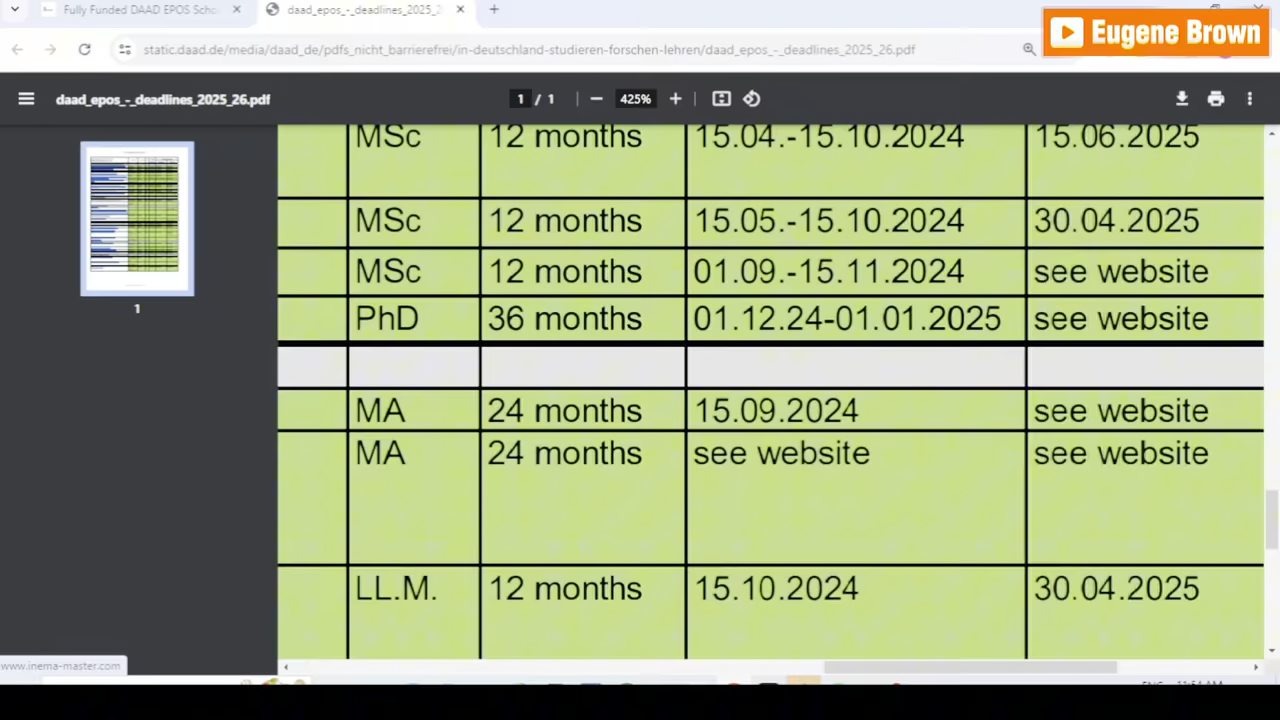 Fully Funded DAAD EPOS Scho
daad_epos_-_deadlines_2025_2
static.daad.de/media/daad_de/pdfs_nicht_barrierefrei/in-deutschland-studieren-forschen-lehren/daad_epos_-_deadlines_2025_26.pdf
Eugene Brown
daad_epos_-_deadlines_2025_26.pdf
1 / 1
425%
MSc 12 months 15.04.-15.10.2024 15.06.2025
MSc 12 months 15.05.-15.10.2024 30.04.2025
MSc 12 months 01.09.-15.11.2024 see website
PhD 36 months 01.12.24-01.01.2025 see website
1
MA 24 months 15.09.2024 see website
MA 24 months see website see website
LL.M. 12 months 15.10.2024 30.04.2025
www.inema-master.com